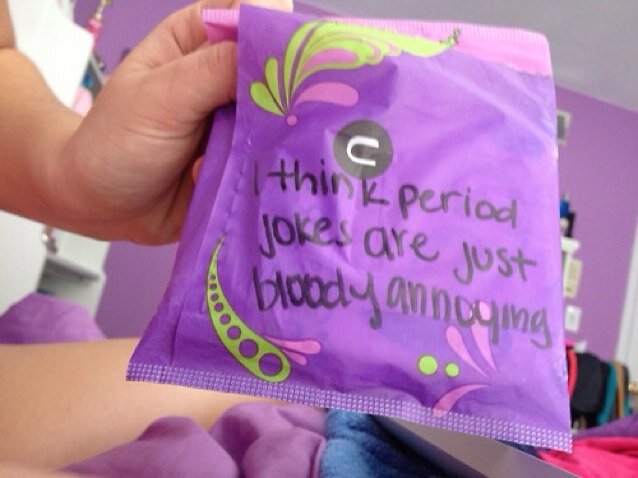 U
I think period
jokes are just
bloody annoying